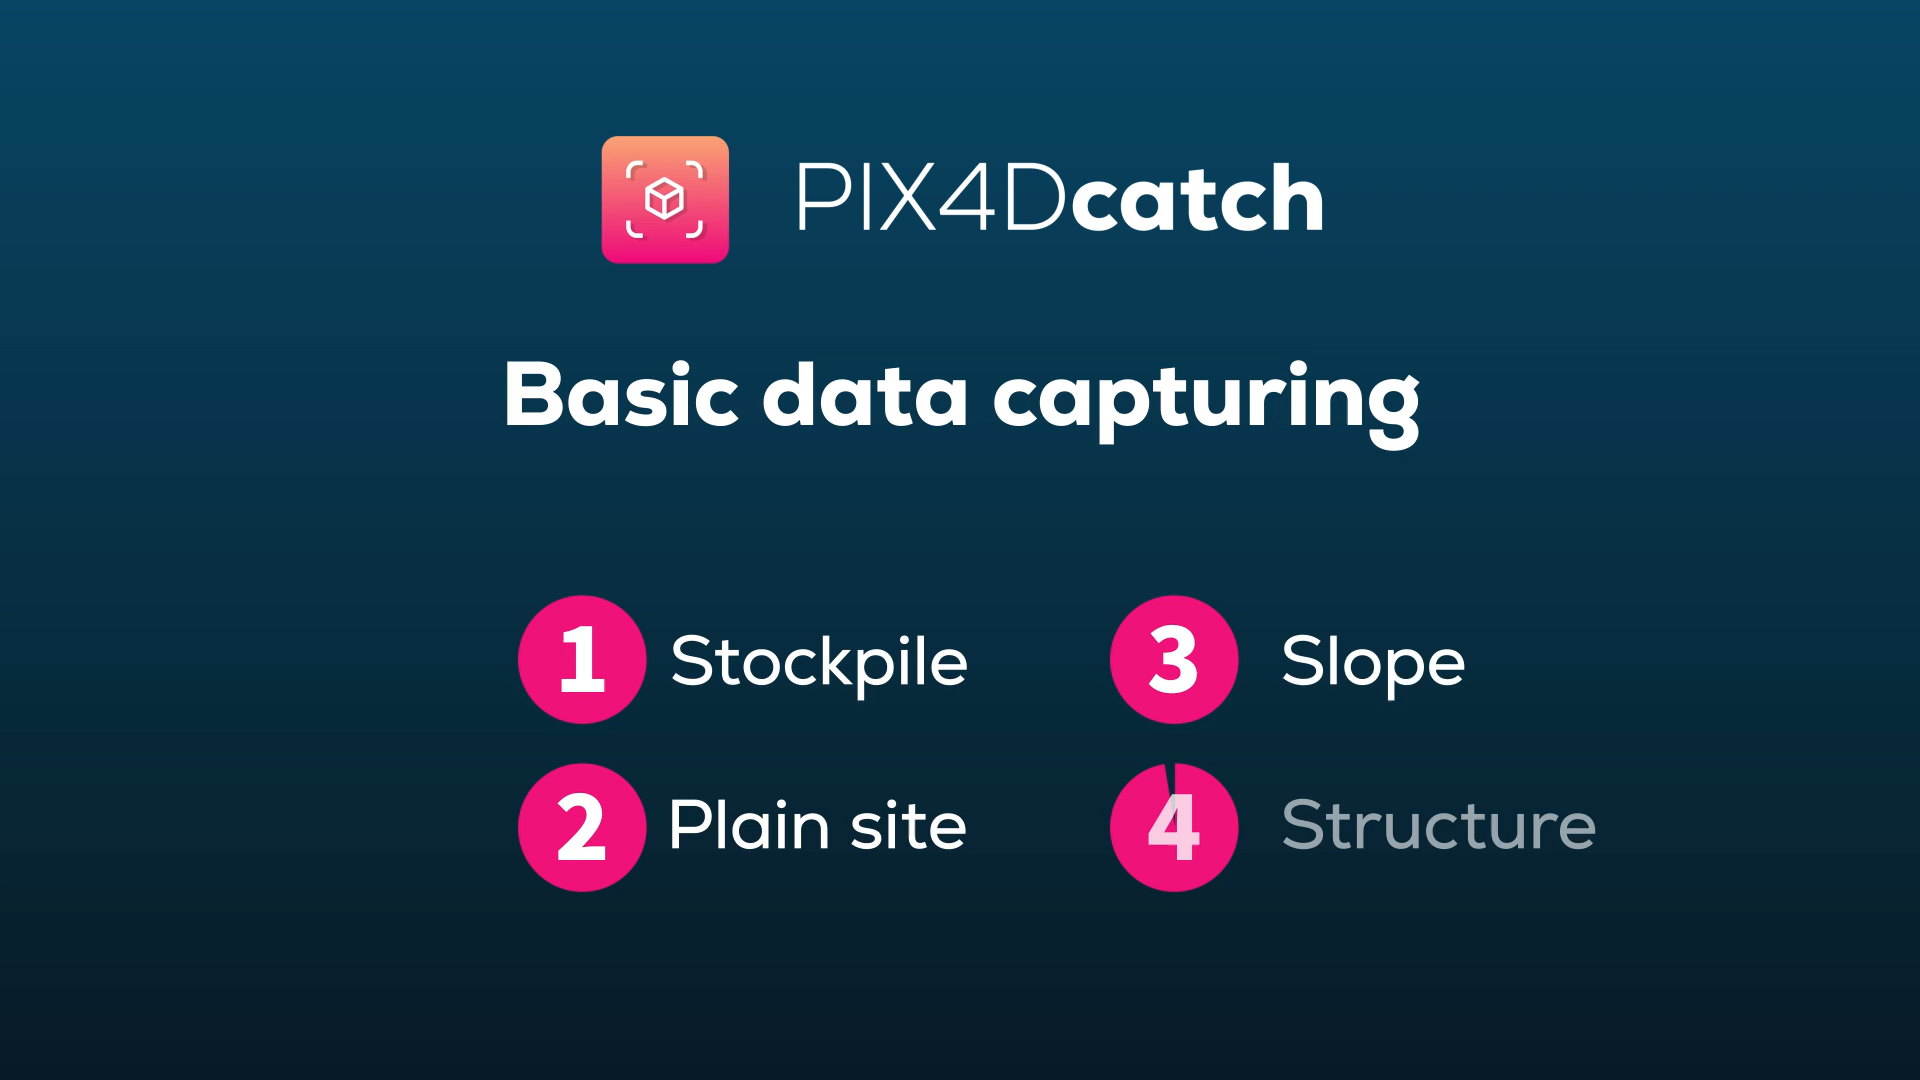 PIX4Dcatch
Basic data capturing
1 Stockpile
2 Plain site
3 Slope
4 Structure